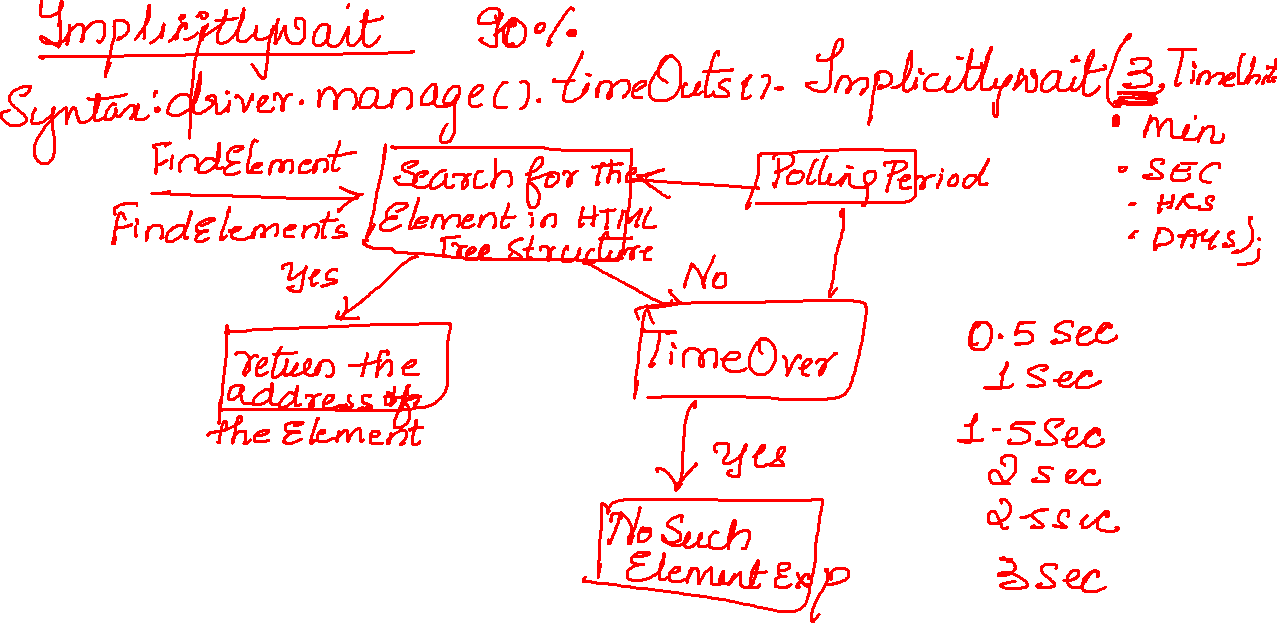 Implicitlywait 90%
Syntax: driver.manage().timeOuts().Implicitlywait(3,TimeUnit
• min
• SEC
• HRS
• DAYS);
FindElement
FindElements
Search for the
Element in HTML
Tree Structure
Polling Period
Yes
No
return the
address of
the Element
TimeOver
Yes
No Such
Element Exp
0.5 Sec
1 Sec
1-5 Sec
2 sec
2-5 sec
3 Sec